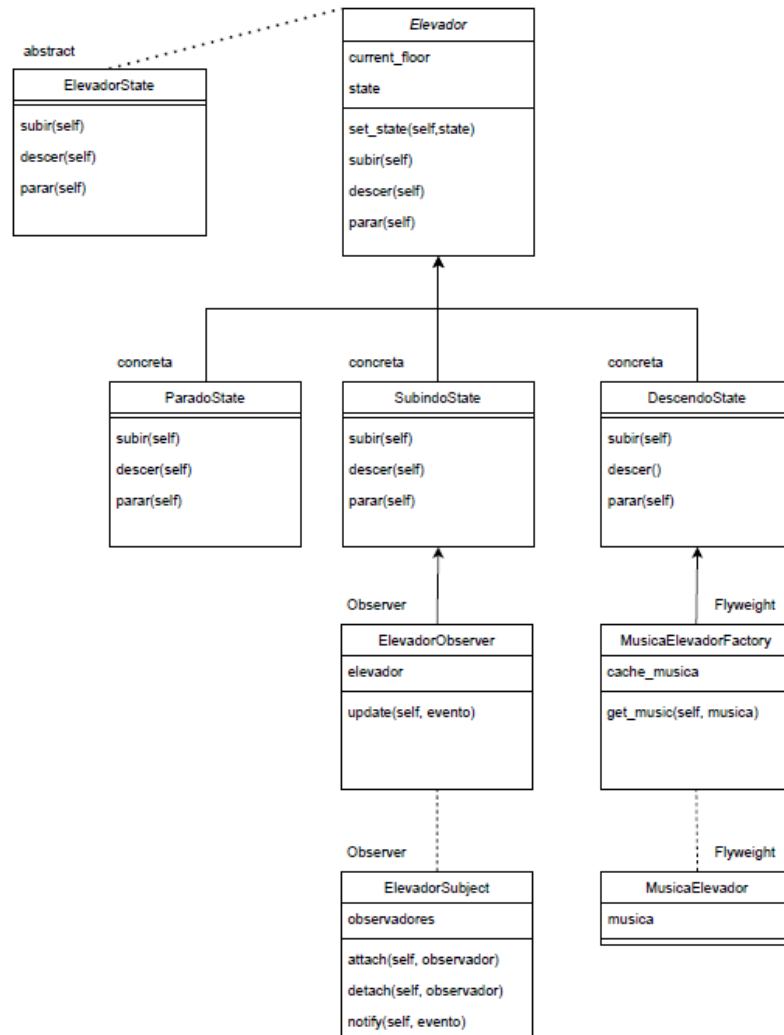 Elevador
current_floor
state
set_state(self,state)
subir(self)
descer(self)
parar(self)
abstract
ElevadorState
subir(self)
descer(self)
parar(self)
concreta
ParadoState
subir(self)
descer(self)
parar(self)
concreta
SubindoState
subir(self)
descer(self)
parar(self)
concreta
DescendoState
subir(self)
descer()
parar(self)
Observer
ElevadorObserver
elevador
update(self, evento)
Flyweight
MusicaElevadorFactory
cache_musica
get_music(self, musica)
Observer
ElevadorSubject
observadores
attach(self, observador)
detach(self, observador)
notify(self, evento)
Flyweight
MusicaElevador
musica